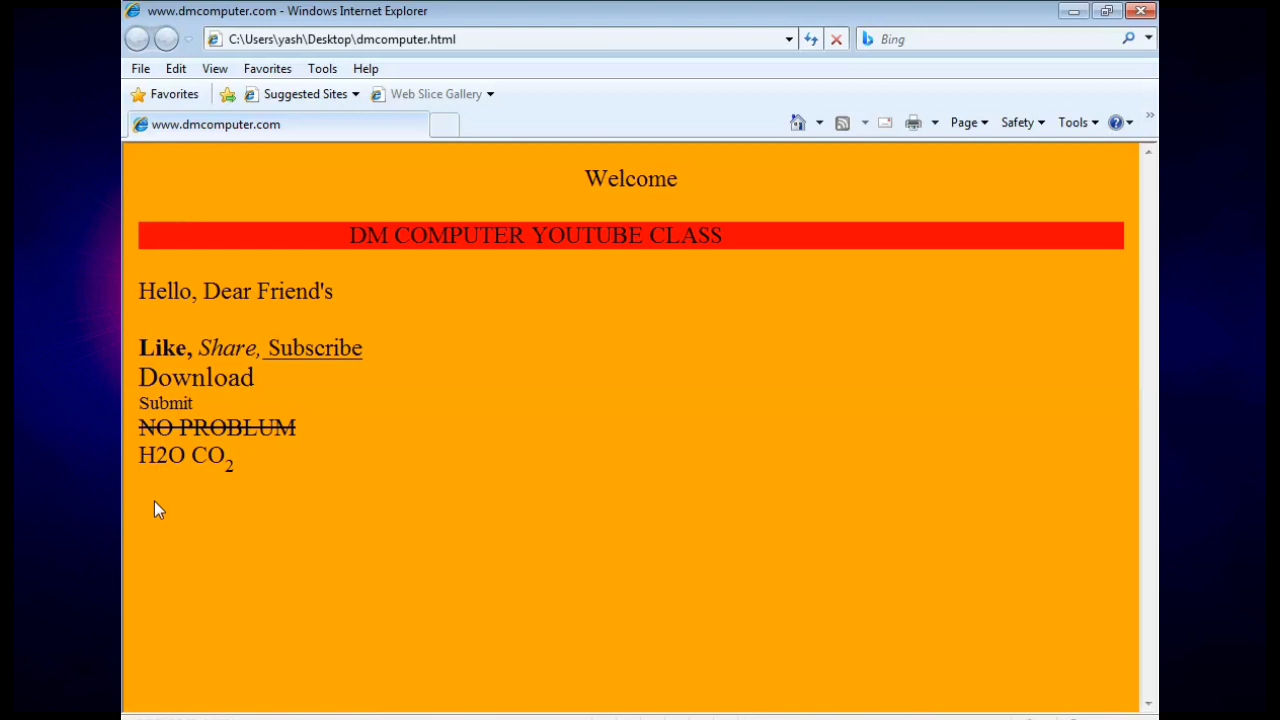 www.dmcomputer.com - Windows Internet Explorer
C:\Users\yash\Desktop\dmcomputer.html
Bing
File Edit View Favorites Tools Help
Favorites Suggested Sites Web Slice Gallery
www.dmcomputer.com
Page Safety Tools
Welcome
DM COMPUTER YOUTUBE CLASS
Hello, Dear Friend's
Like, Share, Subscribe
Download
Submit
NO PROBLUM
H2O CO2